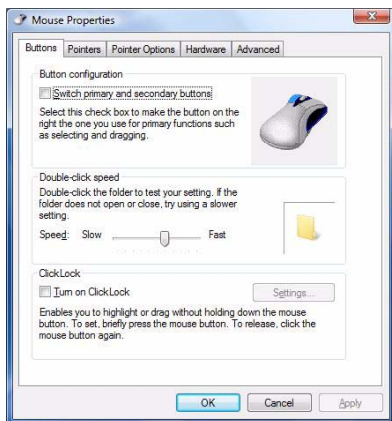 Mouse Properties
Buttons Pointers Pointer Options Hardware Advanced
Button configuration
Switch primary and secondary buttons
Select this check box to make the button on the
right the one you use for primary functions such
as selecting and dragging.
Double-click speed
Double-click the folder to test your setting. If the
folder does not open or close, try using a slower
setting.
Speed: Slow Fast
ClickLock
Turn on ClickLock Settings...
Enables you to highlight or drag without holding down the mouse
button. To set, briefly press the mouse button. To release, click the
mouse button again.
OK Cancel Apply